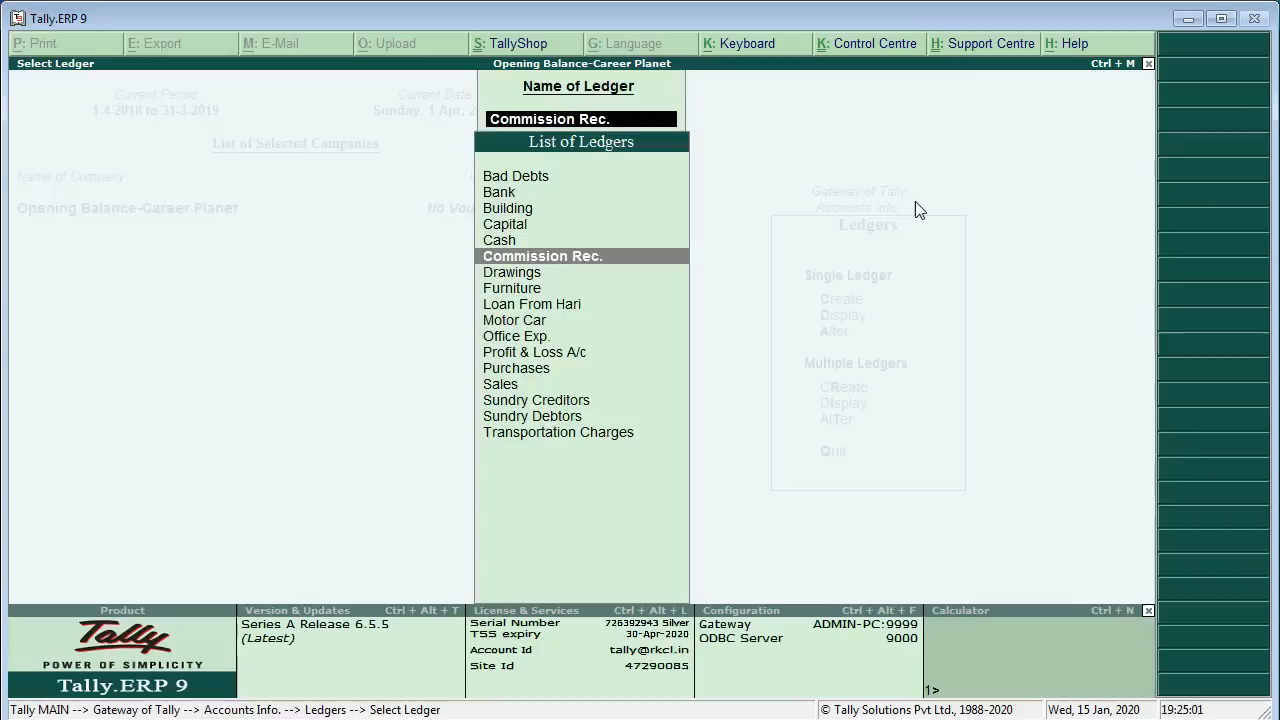 Tally.ERP 9
P: Print
E: Export
M: E-Mail
O: Upload
S: TallyShop
G: Language
K: Keyboard
K: Control Centre
H: Support Centre
H: Help
Select Ledger
Opening Balance-Career Planet
Ctrl + M
Current Period
1-4-2018 to 31-3-2019
Current Date
Sunday. 1 Apr, 2
List of Selected Companies
Name of Company
Opening Balance-Career Planet
No Vou
Name of Ledger
Commission Rec.
List of Ledgers
Bad Debts
Bank
Building
Capital
Cash
Commission Rec.
Drawings
Furniture
Loan From Hari
Motor Car
Office Exp.
Profit & Loss A/c
Purchases
Sales
Sundry Creditors
Sundry Debtors
Transportation Charges
Gateway of Tally
Accounts Info.
Ledgers
Single Ledger
Create
Display
Alter
Multiple Ledgers
CReate
DIsplay
AlTer
Quit
Product
Tally
POWER OF SIMPLICITY
Tally.ERP 9
Version & Updates Ctrl + Alt + T
Series A Release 6.5.5
(Latest)
License & Services Ctrl + Alt + L
Serial Number 726392943 Silver
TSS expiry 30-Apr-2020
Account Id tally@rkcl.in
Site Id 47290085
Configuration Ctrl + Alt + F
Gateway ADMIN-PC:9999
ODBC Server 9000
Calculator Ctrl + N
1>
Tally MAIN --> Gateway of Tally --> Accounts Info. --> Ledgers --> Select Ledger
© Tally Solutions Pvt Ltd., 1988-2020
Wed, 15 Jan, 2020
19:25:01